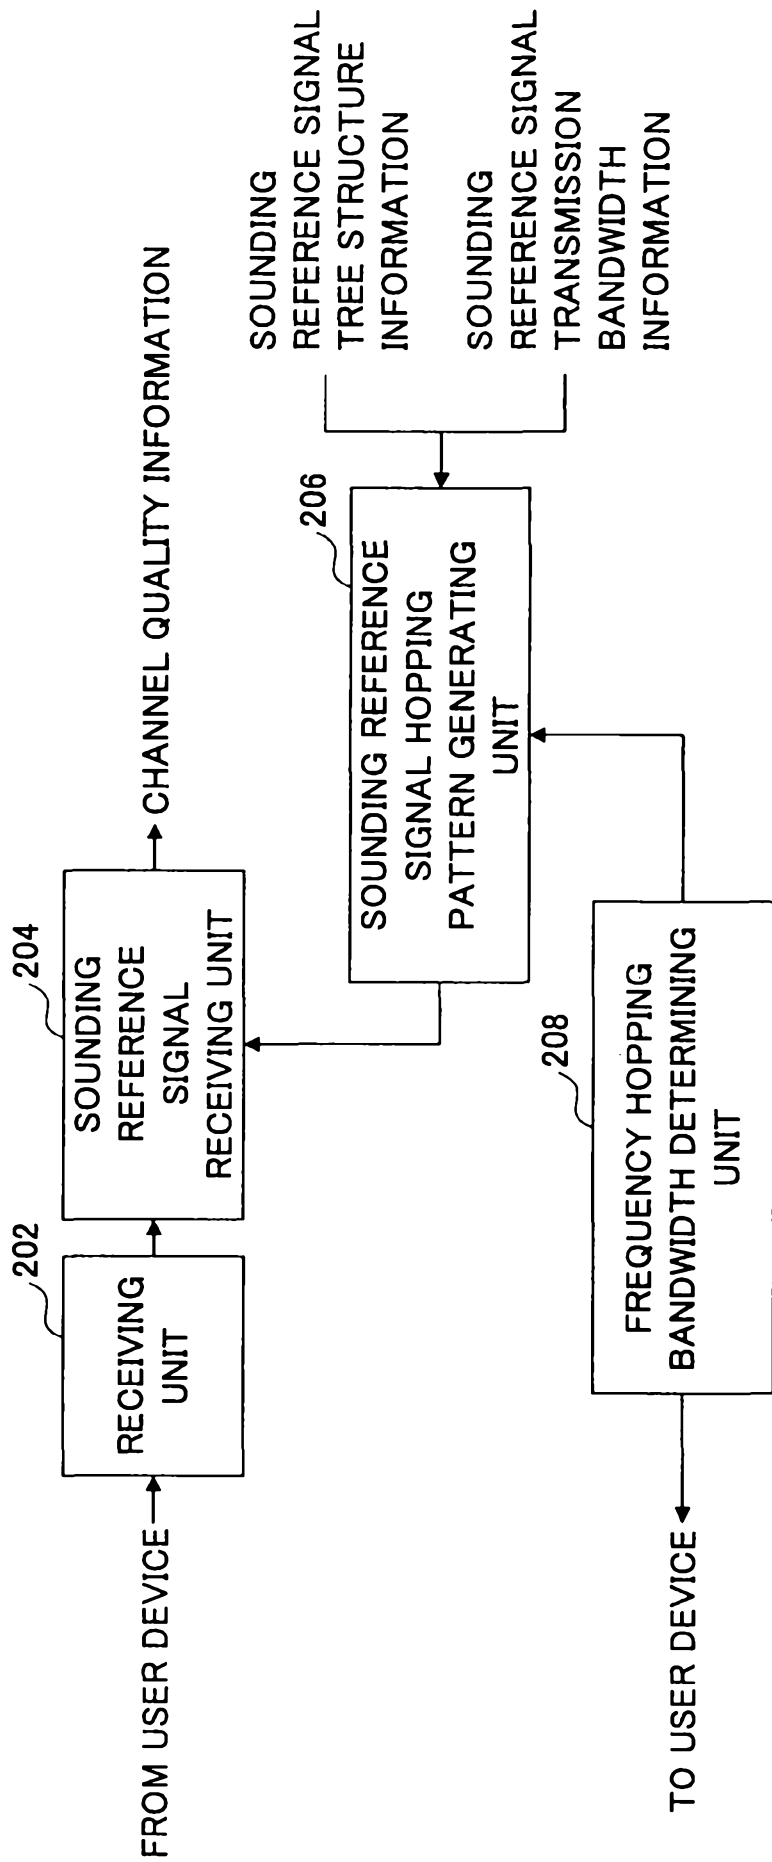 FROM USER DEVICE
202
RECEIVING
UNIT
204
SOUNDING
REFERENCE
SIGNAL
RECEIVING UNIT
CHANNEL QUALITY INFORMATION
206
SOUNDING REFERENCE
SIGNAL HOPPING
PATTERN GENERATING
UNIT
SOUNDING
REFERENCE SIGNAL
TREE STRUCTURE
INFORMATION
SOUNDING
REFERENCE SIGNAL
TRANSMISSION
BANDWIDTH
INFORMATION
208
FREQUENCY HOPPING
BANDWIDTH DETERMINING
UNIT
TO USER DEVICE